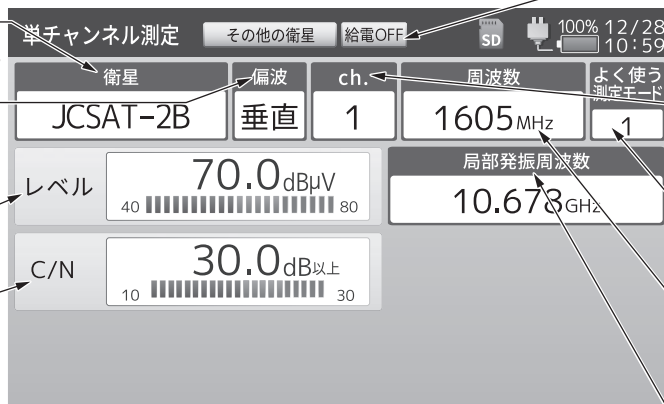 単チャンネル測定 その他の衛星 給電OFF SD 100% 12/28
10:59
衛星 偏波 ch. 周波数 よく使う
測定モード
JCSAT-2B 垂直 1 1605MHz 1
レベル 70.0dBμV
40 80
局部発振周波数
10.678GHz
C/N 30.0dB以上
10 30